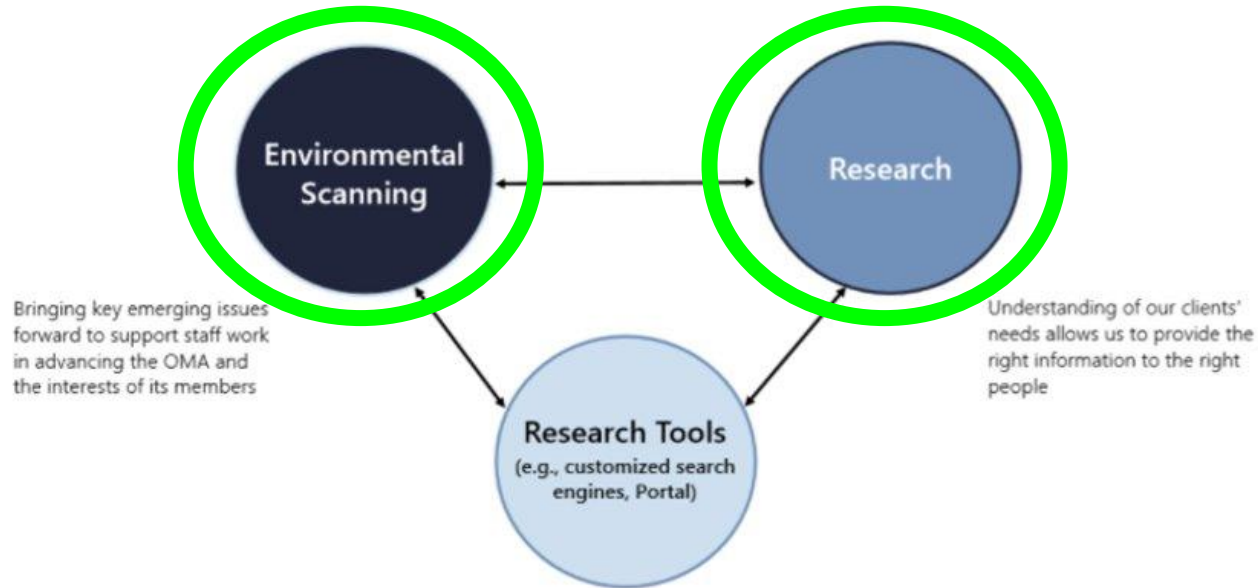 Environmental
Scanning
Research
Bringing key emerging issues
forward to support staff work
in advancing the OMA and
the interests of its members
Understanding of our clients'
needs allows us to provide the
right information to the right
people
Research Tools
(e.g., customized search
engines, Portal)